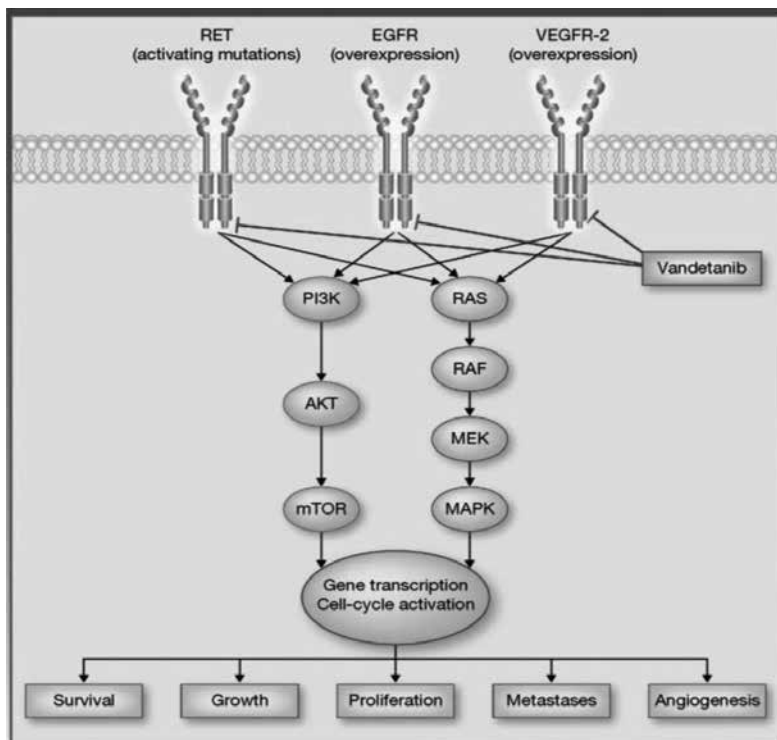 RET
(activating mutations)
EGFR
(overexpression)
VEGFR-2
(overexpression)
Vandetanib
PI3K
RAS
RAF
AKT
MEK
mTOR
MAPK
Gene transcription
Cell-cycle activation
Survival
Growth
Proliferation
Metastases
Angiogenesis